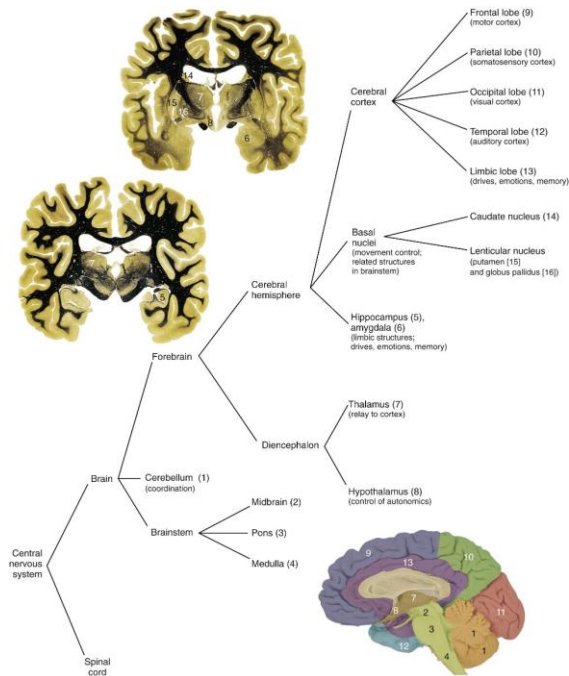 Frontal lobe (9)
(motor cortex)
Parietal lobe (10)
(somatosensory cortex)
Cerebral
cortex
Occipital lobe (11)
(visual cortex)
Temporal lobe (12)
(auditory cortex)
Limbic lobe (13)
(drives, emotions, memory)
14
15
7
16
8
6
Caudate nucleus (14)
Basal
nuclei
(movement control;
related structures
in brainstem)
Lenticular nucleus
(putamen [15]
and globus pallidus [16])
5
Cerebral
hemisphere
Hippocampus (5),
amygdala
(6)
(limbic structures;
drives, emotions, memory)
Forebrain
Thalamus (7)
(relay to cortex)
Diencephalon
Hypothalamus (8)
(control of autonomics)
Brain
Cerebellum (1)
(coordination)
Midbrain (2)
Brainstem
Pons (3)
Medulla (4)
Central
nervous
system
Spinal
cord
9
13
10
7
8
2
11
3
1
12
4
1